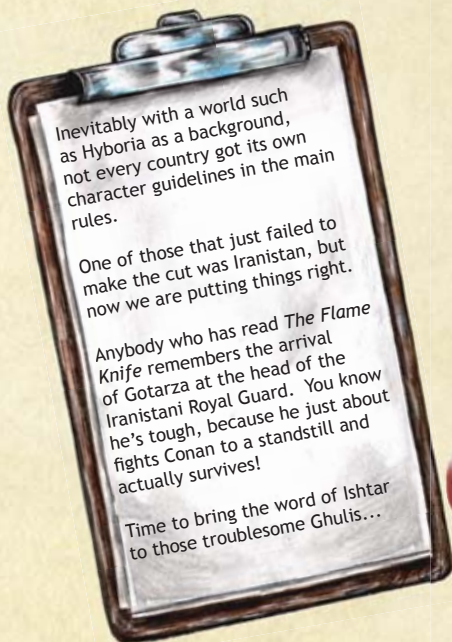 Inevitably with a world such
as Hyboria as a background,
not every country got its own
character guidelines in the main
rules.
One of those that just failed to
make the cut was Iranistan, but
now we are putting things right.
Anybody who has read The Flame
Knife remembers the arrival
of Gotarza at the head of the
Iranistani Royal Guard. You know
he's tough, because he just about
fights Conan to a standstill and
actually survives!
Time to bring the word of Ishtar
to those troublesome Ghulis...